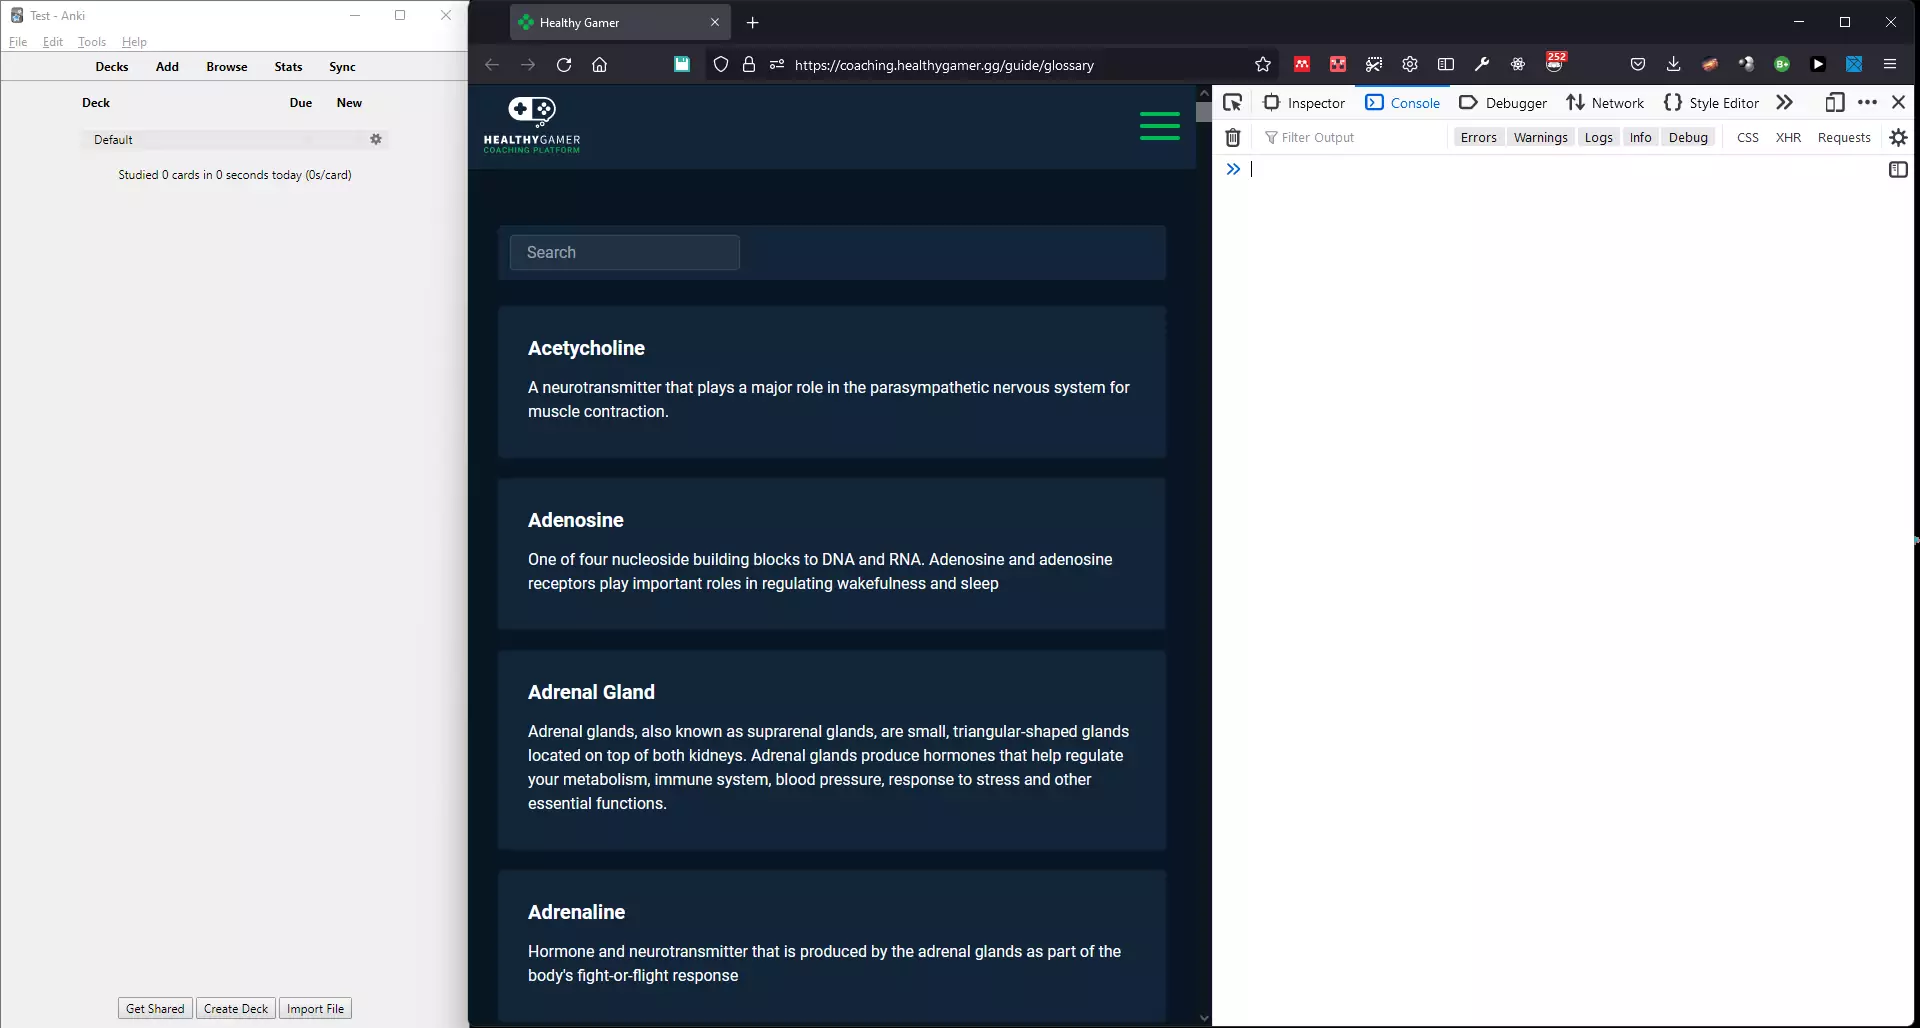 Test - Anki
File Edit Tools Help
Decks Add Browse Stats Sync
Deck Due New
Default
Studied 0 cards in 0 seconds today (0s/card)
Get Shared Create Deck Import File
Healthy Gamer
https://coaching.healthygamer.gg/guide/glossary
252
B+
HEALTHYGAMER
COACHING PLATFORM
Search
Acetycholine
A neurotransmitter that plays a major role in the parasympathetic nervous system for
muscle contraction.
Adenosine
One of four nucleoside building blocks to DNA and RNA. Adenosine and adenosine
receptors play important roles in regulating wakefulness and sleep
Adrenal Gland
Adrenal glands, also known as suprarenal glands, are small, triangular-shaped glands
located on top of both kidneys. Adrenal glands produce hormones that help regulate
your metabolism, immune system, blood pressure, response to stress and other
essential functions.
Adrenaline
Hormone and neurotransmitter that is produced by the adrenal glands as part of the
body's fight-or-flight response
Inspector Console Debugger Network Style Editor
Filter Output Errors Warnings Logs Info Debug CSS XHR Requests